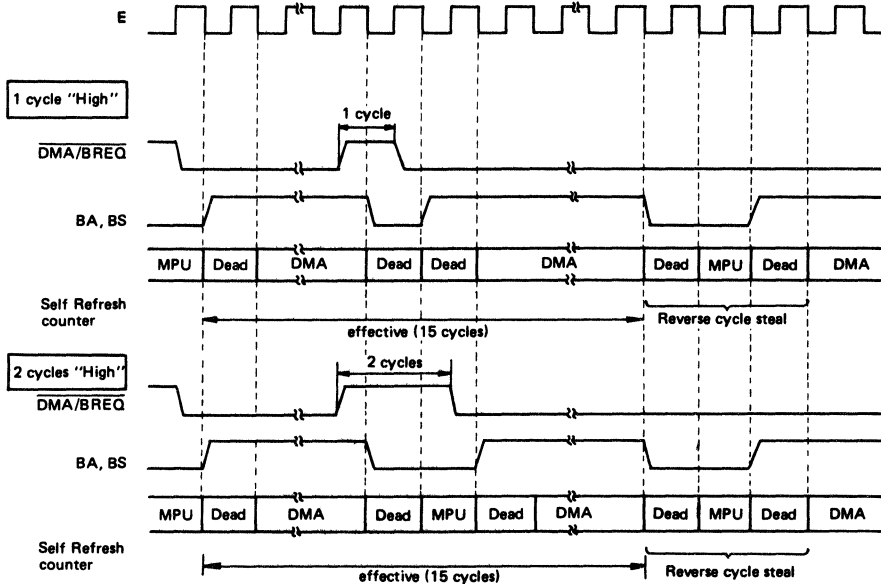 E
1 cycle "High"
1 cycle
DMA/BREQ
BA, BS
MPU Dead DMA Dead Dead DMA Dead MPU Dead DMA
Self Refresh
counter
effective (15 cycles)
Reverse cycle steal
2 cycles "High"
2 cycles
DMA/BREQ
BA, BS
MPU Dead DMA Dead MPU Dead DMA Dead MPU Dead DMA
Self Refresh
counter
effective (15 cycles)
Reverse cycle steal